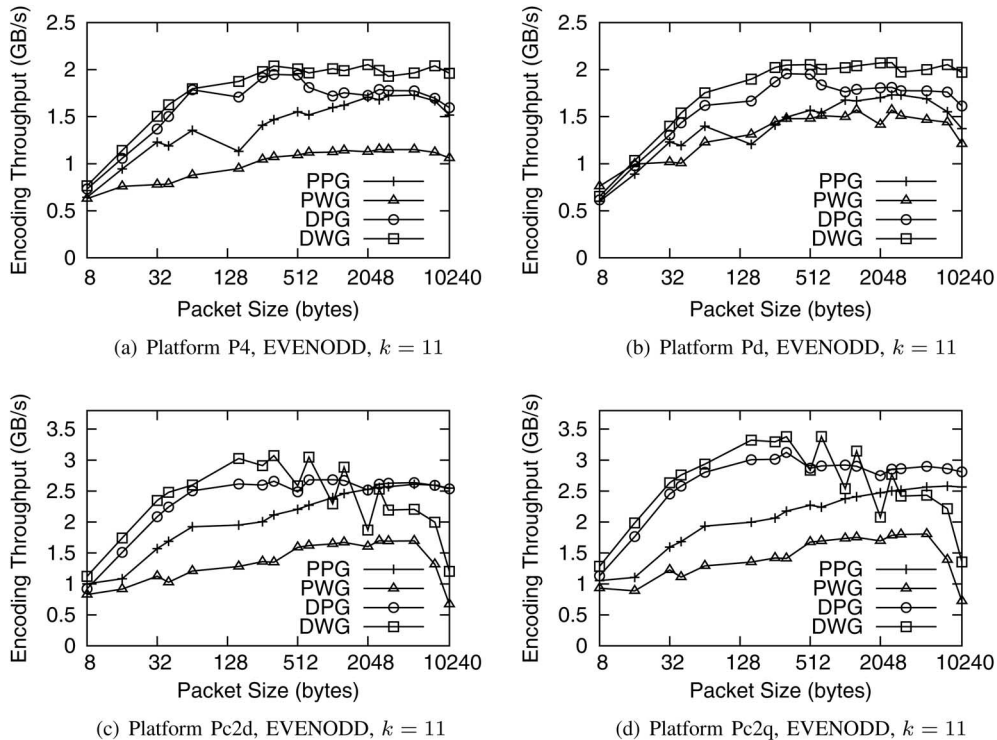 Encoding Throughput (GB/s)
2.5
2
1.5
1
0.5
0
8
32
128
512
2048
10240
PPG
PWG
DPG
DWG
Packet Size (bytes)
(a) Platform P4, EVENODD, k = 11
Encoding Throughput (GB/s)
2.5
2
1.5
1
0.5
0
8
32
128
512
2048
10240
PPG
PWG
DPG
DWG
Packet Size (bytes)
(b) Platform Pd, EVENODD, k = 11
Encoding Throughput (GB/s)
3.5
3
2.5
2
1.5
1
0.5
0
8
32
128
512
2048
10240
PPG
PWG
DPG
DWG
Packet Size (bytes)
(c) Platform Pc2d, EVENODD, k = 11
Encoding Throughput (GB/s)
3.5
3
2.5
2
1.5
1
0.5
0
8
32
128
512
2048
10240
PPG
PWG
DPG
DWG
Packet Size (bytes)
(d) Platform Pc2q, EVENODD, k = 11